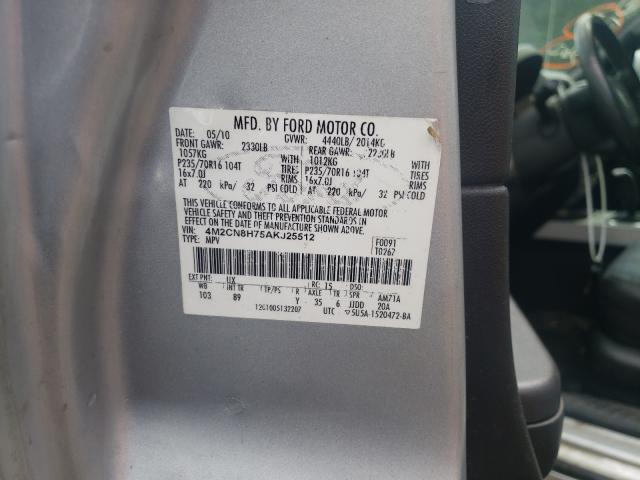 MFD. BY FORD MOTOR CO.
DATE: 05/10 GVWR: 4440LB/ 2014KG
FRONT GAWR: 2330LB REAR GAWR: LB
1057KG WITH 1012KG WITH
P235/70R16 104T TIRES P235/70R16 104T TIRES
16x7.0J RIMS 16x7.0J RIMS
AT 220 kPa/ 32 PSI COLD AT 220 kPa/ 32 PSI COLD
THIS VEHICLE CONFORMS TO ALL APPLICABLE FEDERAL MOTOR
VEHICLE SAFETY AND THEFT PREVENTION STANDARDS IN
EFFECT ON THE DATE OF MANUFACTURE SHOWN ABOVE.
VIN: 4M2CN8H75AKJ25512 F0091
TYPE: MPV T0267
EXT PNT: UX RC: 15 DSO:
WB INT TR TP/PS R AXLE TR SPR AM71A
103 89 Y 35 6 JJDD 20A
12C1005132207 UTC 5U5A-1520472-BA